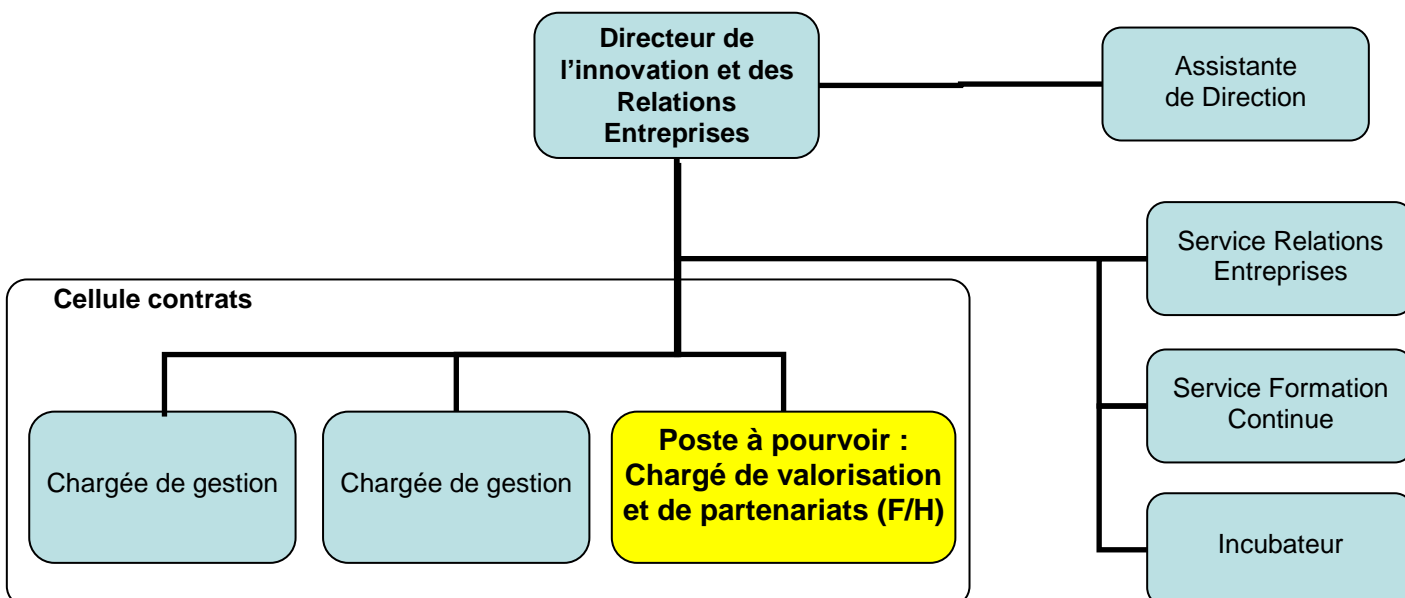 Directeur de
l'innovation et des
Relations
Entreprises
Assistante
de Direction
Service Relations
Entreprises
Cellule contrats
Chargée de gestion
Chargée de gestion
Poste à pourvoir :
Chargé de valorisation
et de partenariats (F/H)
Service Formation
Continue
Incubateur